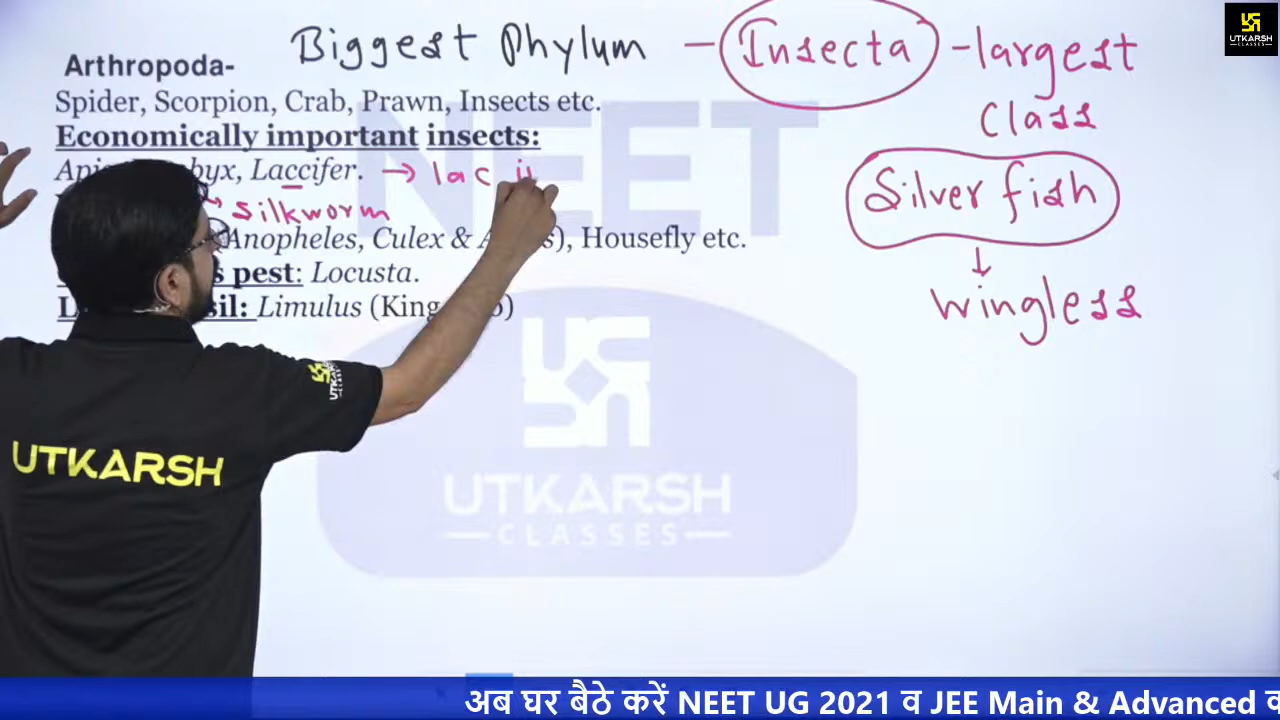 Biggest Phylum - Insecta - largest
Class
Arthropoda-
Spider, Scorpion, Crab, Prawn, Insects etc.
Economically important insects:
Laccifer. → lac
Silkworm
Silver fish
↓
wingless
Anopheles, Culex & Housefly etc.
pest: Locusta.
Limulus
NEET
UTKARSH
CLASSES
UTKARSH
CLASSES
UTKARSH
UTKARSH
अब घर बैठे करें NEET UG 2021 व JEE Main & Advanced